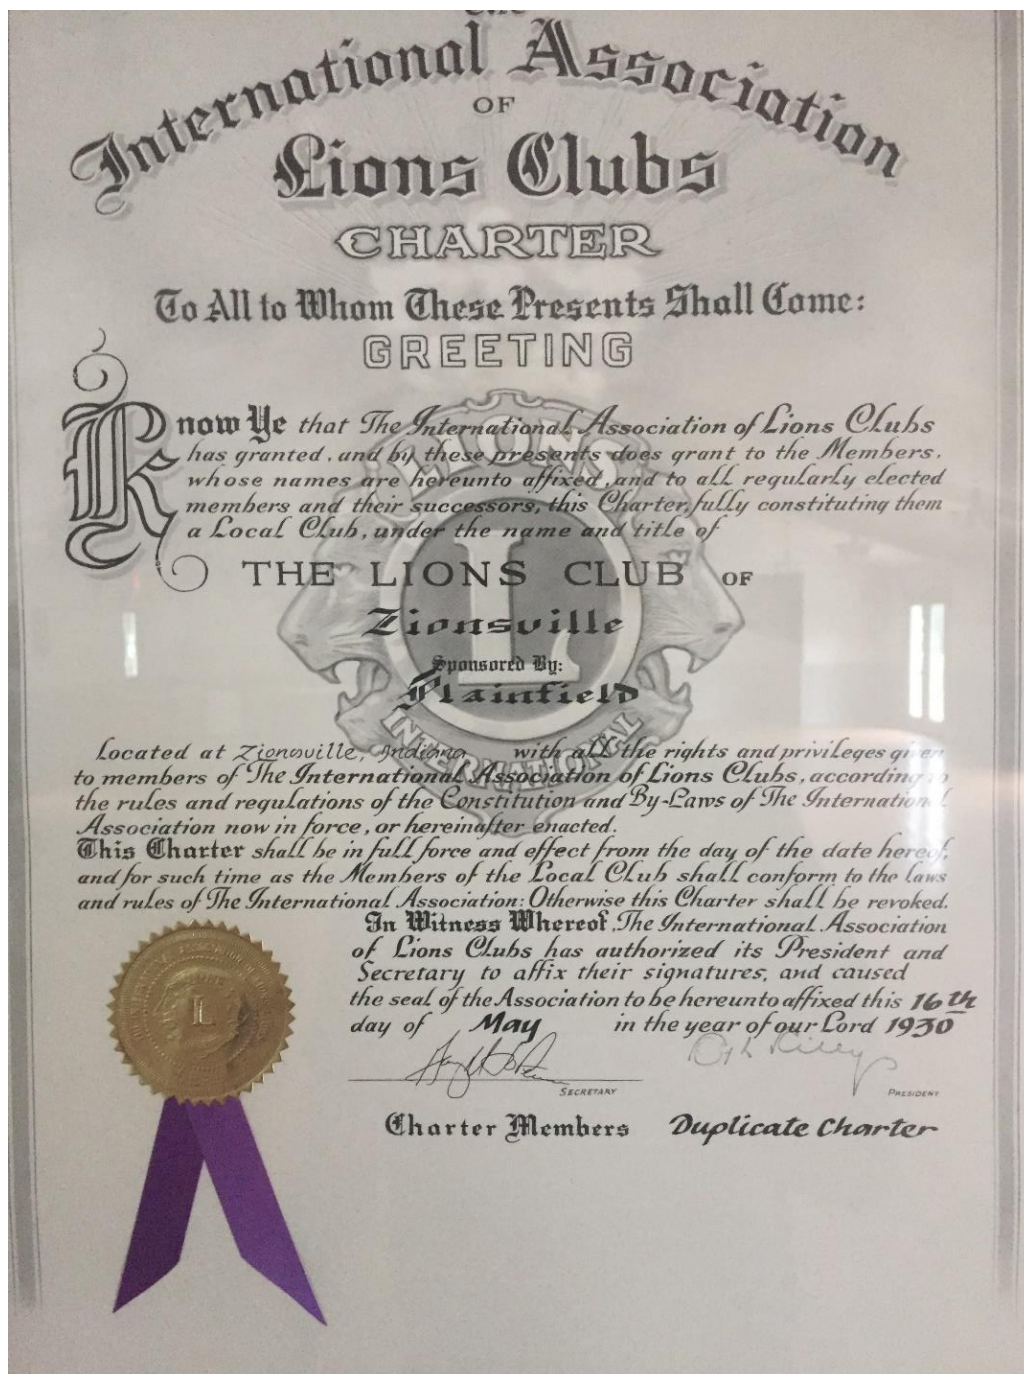 The
International Association
OF
Lions Clubs
CHARTER
To All to Whom These Presents Shall Come:
GREETING
Know Ye that The International Association of Lions Clubs
has granted, and by these presents does grant to the Members,
whose names are hereunto affixed, and to all regularly elected
members and their successors, this Charter, fully constituting them
a Local Club, under the name and title of
THE LIONS CLUB OF
Zionsville
Sponsored By:
Plainfield
LIONS
L
INTERNATIONAL
Located at Zionsville, Indiana with all the rights and privileges given
to members of The International Association of Lions Clubs, according to
the rules and regulations of the Constitution and By-Laws of The International
Association now in force, or hereinafter enacted.
This Charter shall be in full force and effect from the day of the date hereof,
and for such time as the Members of the Local Club shall conform to the laws
and rules of The International Association: Otherwise this Charter shall be revoked.
In Witness Whereof, The International Association
of Lions Clubs has authorized its President and
Secretary to affix their signatures, and caused
the seal of the Association to be hereunto affixed this 16th
day of May in the year of our Lord 1930
SECRETARY
PRESIDENT
Charter Members Duplicate Charter
L